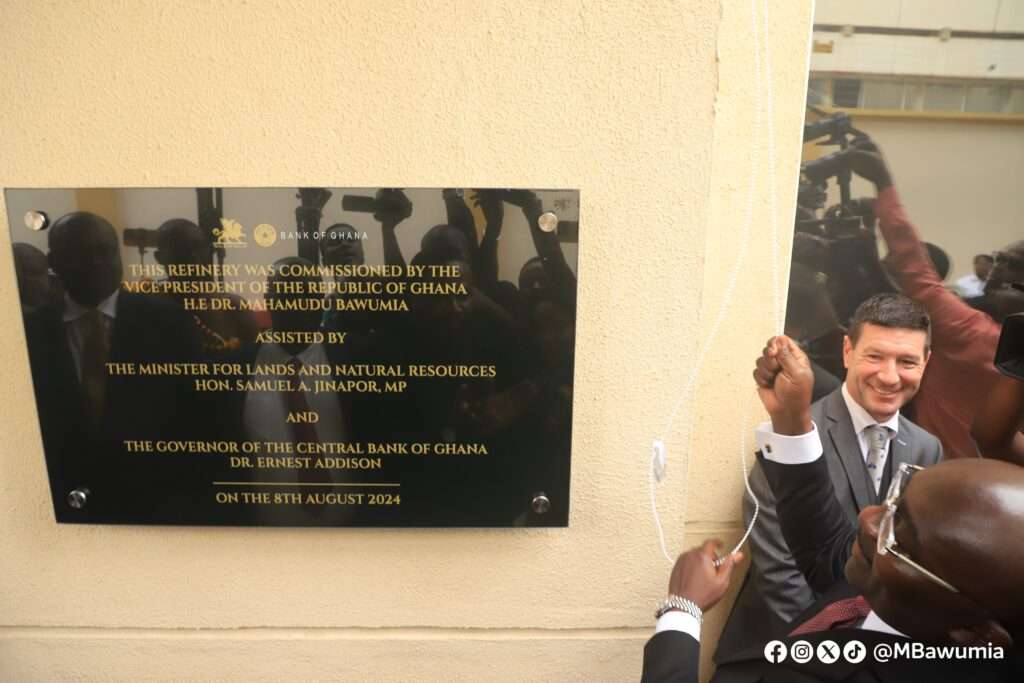 BANK OF GHANA
THIS REFINERY WAS COMMISSIONED BY THE
VICE PRESIDENT OF THE REPUBLIC OF GHANA
H.E DR. MAHAMUDU BAWUMIA
ASSISTED BY
THE MINISTER FOR LANDS AND NATURAL RESOURCES
HON. SAMUEL A. JINAPOR, MP
AND
THE GOVERNOR OF THE CENTRAL BANK OF GHANA
DR. ERNEST ADDISON
ON THE 8TH AUGUST 2024
@MBawumia